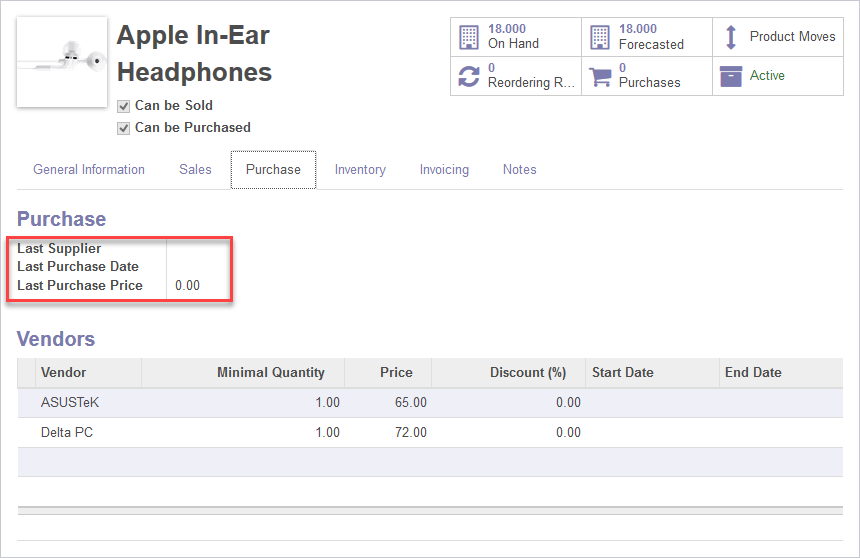 Apple In-Ear
Headphones
Can be Sold
Can be Purchased
18.000
On Hand
18.000
Forecasted
Product Moves
0
Reordering R...
0
Purchases
Active
General Information Sales Purchase Inventory Invoicing Notes
Purchase
Last Supplier
Last Purchase Date
Last Purchase Price 0.00
Vendors
Vendor Minimal Quantity Price Discount (%) Start Date End Date
ASUSTeK 1.00 65.00 0.00
Delta PC 1.00 72.00 0.00